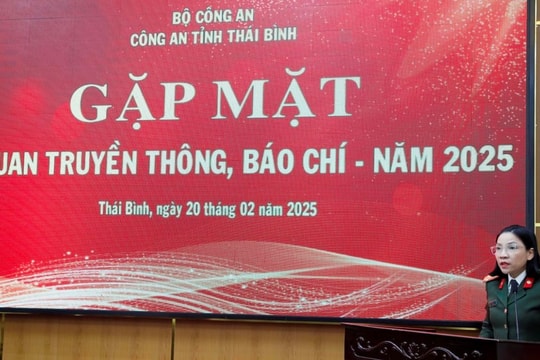 BỘ CÔNG AN
CÔNG AN TỈNH THÁI BÌNH
GẶP MẶT
UAN TRUYỀN THÔNG, BÁO CHÍ - NĂM 2025
Thái Bình, ngày 20 tháng 02 năm 2025